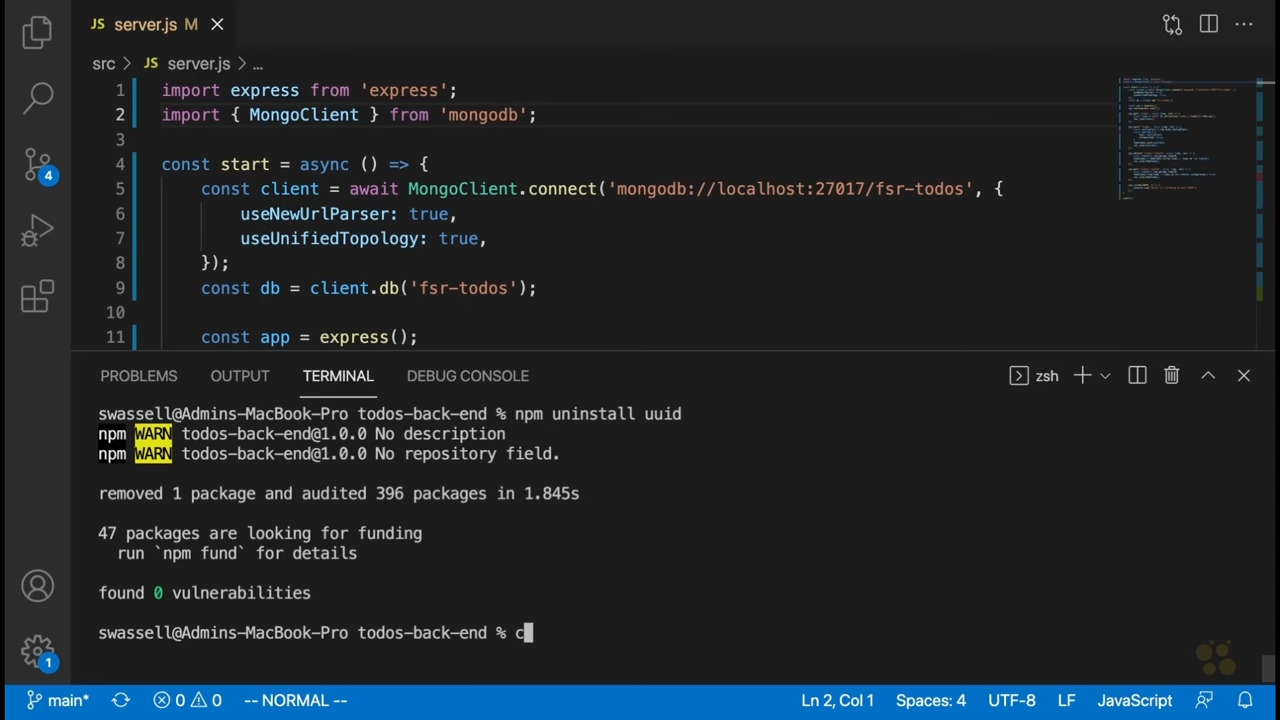 JS server.js M
src > JS server.js > ...
1 import express from 'express';
2 import { MongoClient } from 'mongodb';
3
4 const start = async () => {
5 const client = await MongoClient.connect('mongodb://localhost:27017/fsr-todos', {
6 useNewUrlParser: true,
7 useUnifiedTopology: true,
8 });
9 const db = client.db('fsr-todos');
10
11 const app = express();
4
PROBLEMS OUTPUT TERMINAL DEBUG CONSOLE zsh
swassell@Admins-MacBook-Pro todos-back-end % npm uninstall uuid
npm WARN todos-back-end@1.0.0 No description
npm WARN todos-back-end@1.0.0 No repository field.
removed 1 package and audited 396 packages in 1.845s
47 packages are looking for funding
run `npm fund` for details
found 0 vulnerabilities
swassell@Admins-MacBook-Pro todos-back-end % c
1
main* 0 0 -- NORMAL -- Ln 2, Col 1 Spaces: 4 UTF-8 LF JavaScript